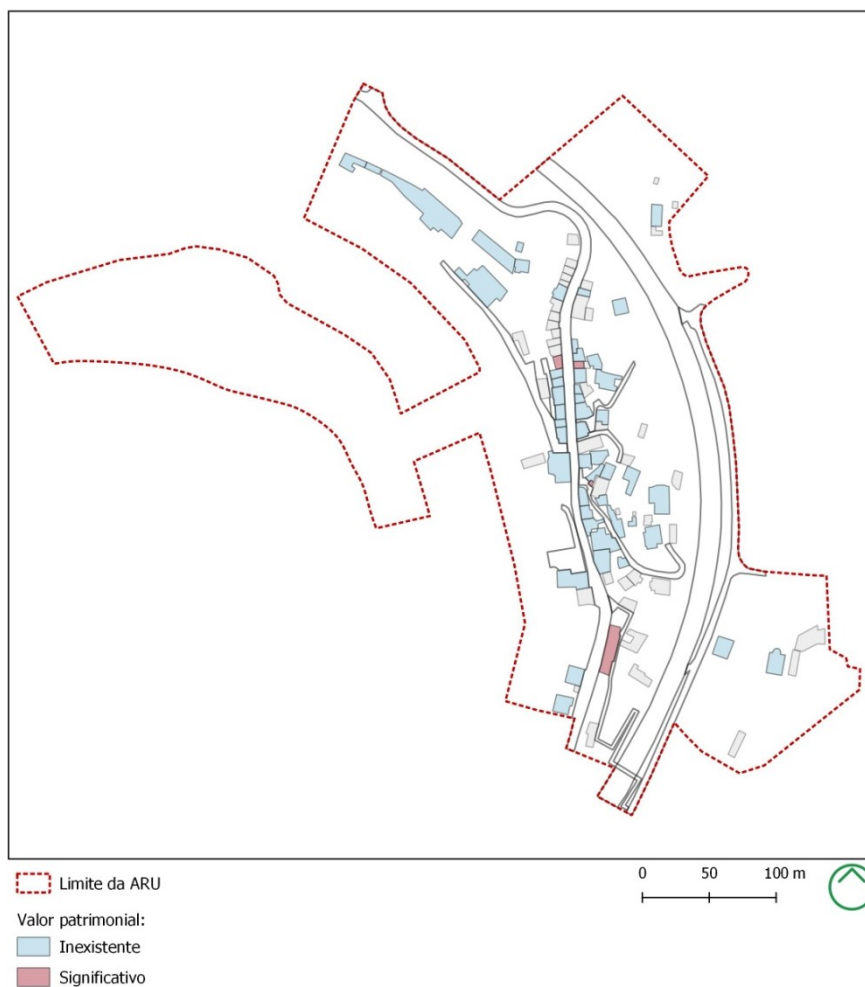 0 50 100 m
Limite da ARU
Valor patrimonial:
Inexistente
Significativo